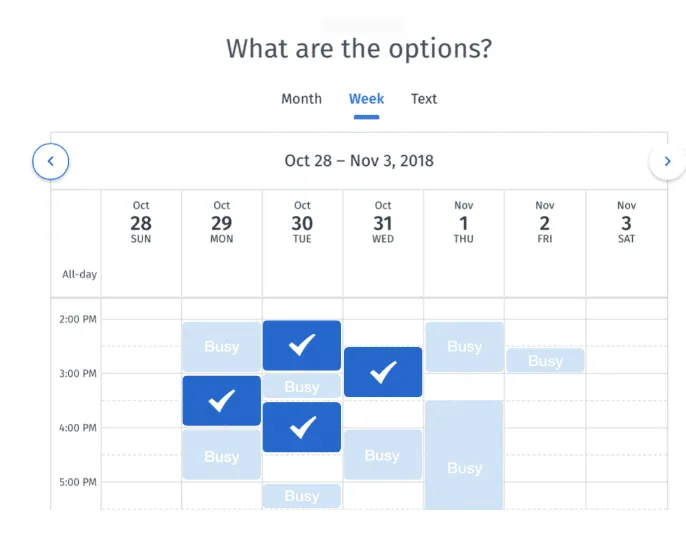 What are the options?
Month Week Text
Oct 28 – Nov 3, 2018
Oct Oct Oct Oct Nov Nov Nov
28 29 30 31 1 2 3
SUN MON TUE WED THU FRI SAT
All-day
2:00 PM
Busy Busy
Busy
3:00 PM
Busy
4:00 PM
Busy Busy
Busy
5:00 PM
Busy